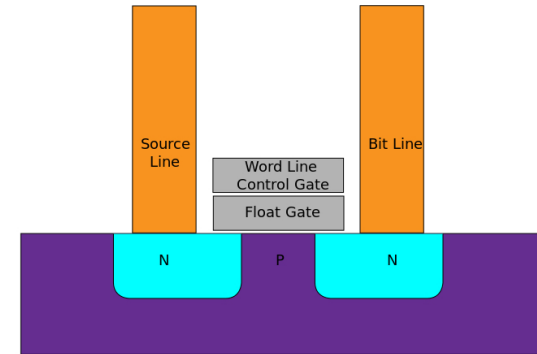 Source
Line
Bit Line
Word Line
Control Gate
Float Gate
N
P
N